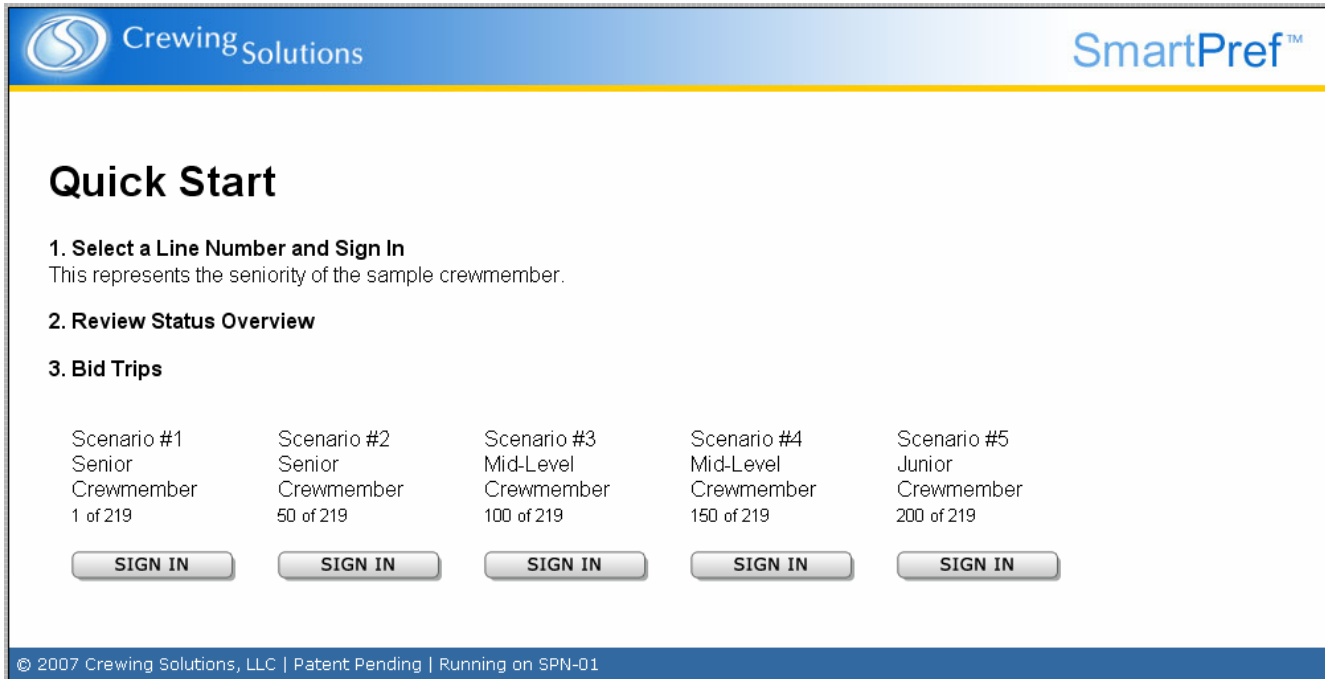 Crewing Solutions
SmartPref™
Quick Start
1. Select a Line Number and Sign In
This represents the seniority of the sample crewmember.
2. Review Status Overview
3. Bid Trips
Scenario #1
Senior
Crewmember
1 of 219
SIGN IN
Scenario #2
Senior
Crewmember
50 of 219
SIGN IN
Scenario #3
Mid-Level
Crewmember
100 of 219
SIGN IN
Scenario #4
Mid-Level
Crewmember
150 of 219
SIGN IN
Scenario #5
Junior
Crewmember
200 of 219
SIGN IN
© 2007 Crewing Solutions, LLC | Patent Pending | Running on SPN-01